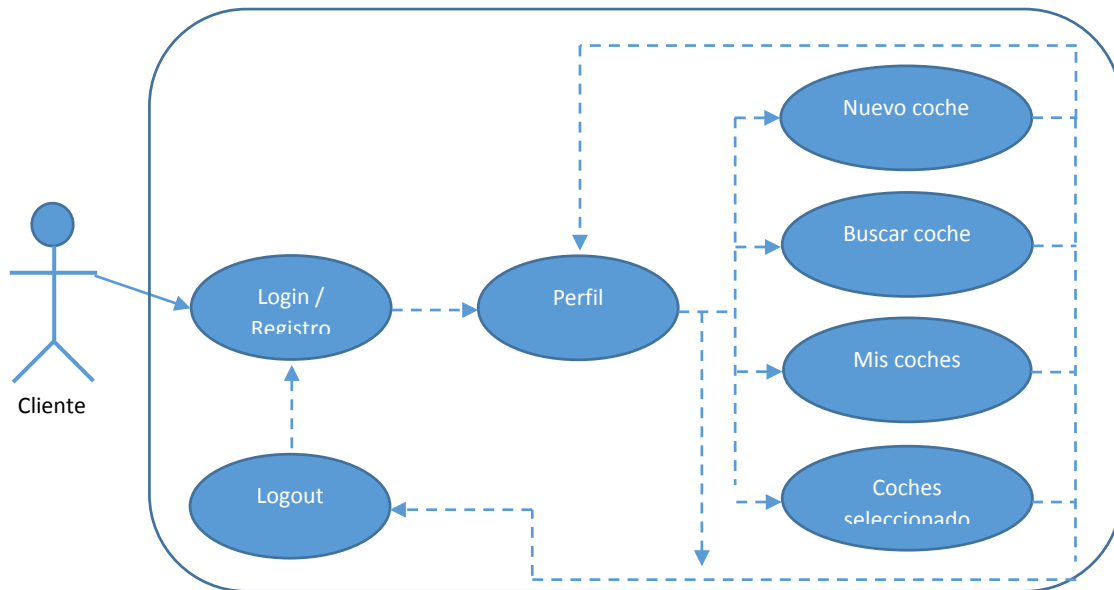 Nuevo coche
Buscar coche
Login /
Registro
Perfil
Mis coches
Cliente
Logout
Coches
seleccionado